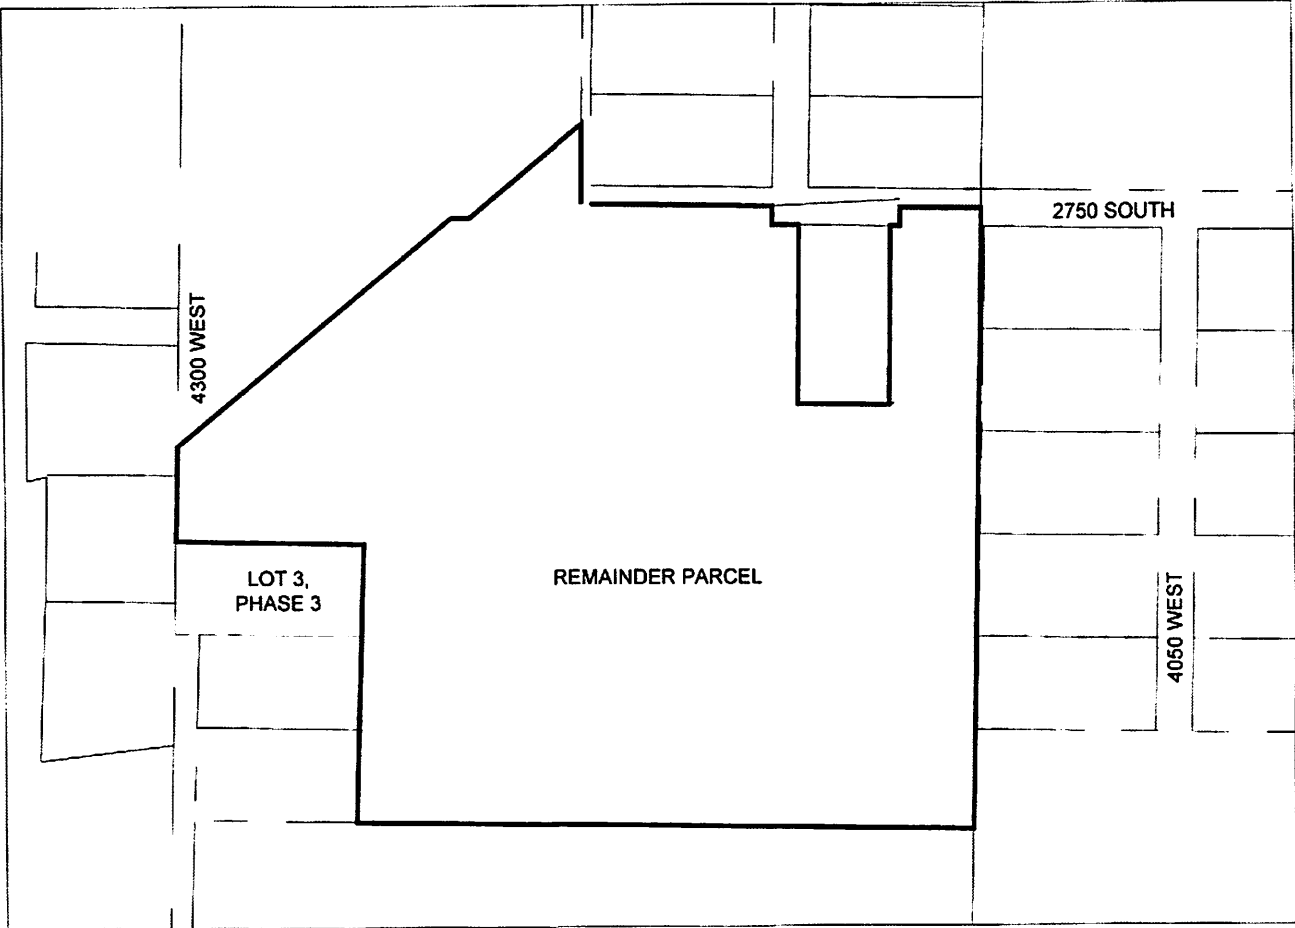 2750 SOUTH
4300 WEST
LOT 3,
PHASE 3
REMAINDER PARCEL
4050 WEST